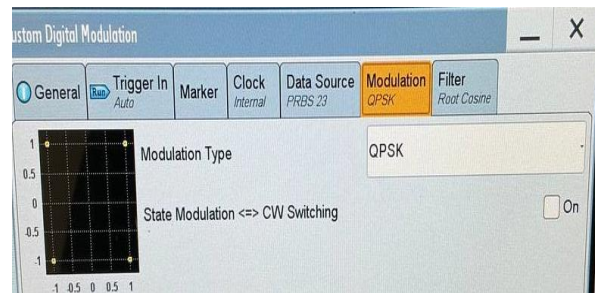 ustom Digital Modulation
General
Run
Trigger In
Auto
Marker
Clock
Internal
Data Source
PRBS 23
Modulation
QPSK
Filter
Root Cosine
1
0.5
0
-0.5
-1
-1 -0.5 0 0.5 1
Modulation Type
QPSK
State Modulation <=> CW Switching
On